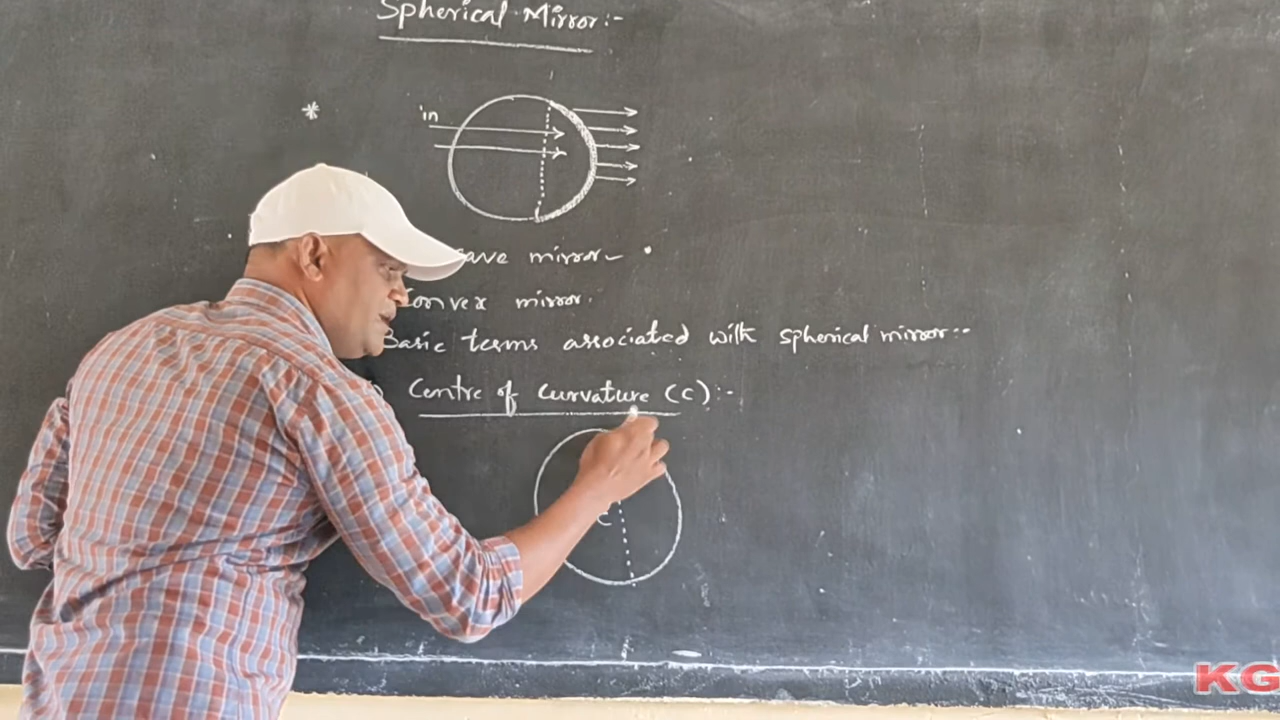 Spherical Mirror:-
*
in
ave mirror
onvex mirror.
Basic terms associated with spherical mirror:-
Centre of Curvature (C):-
C
KG